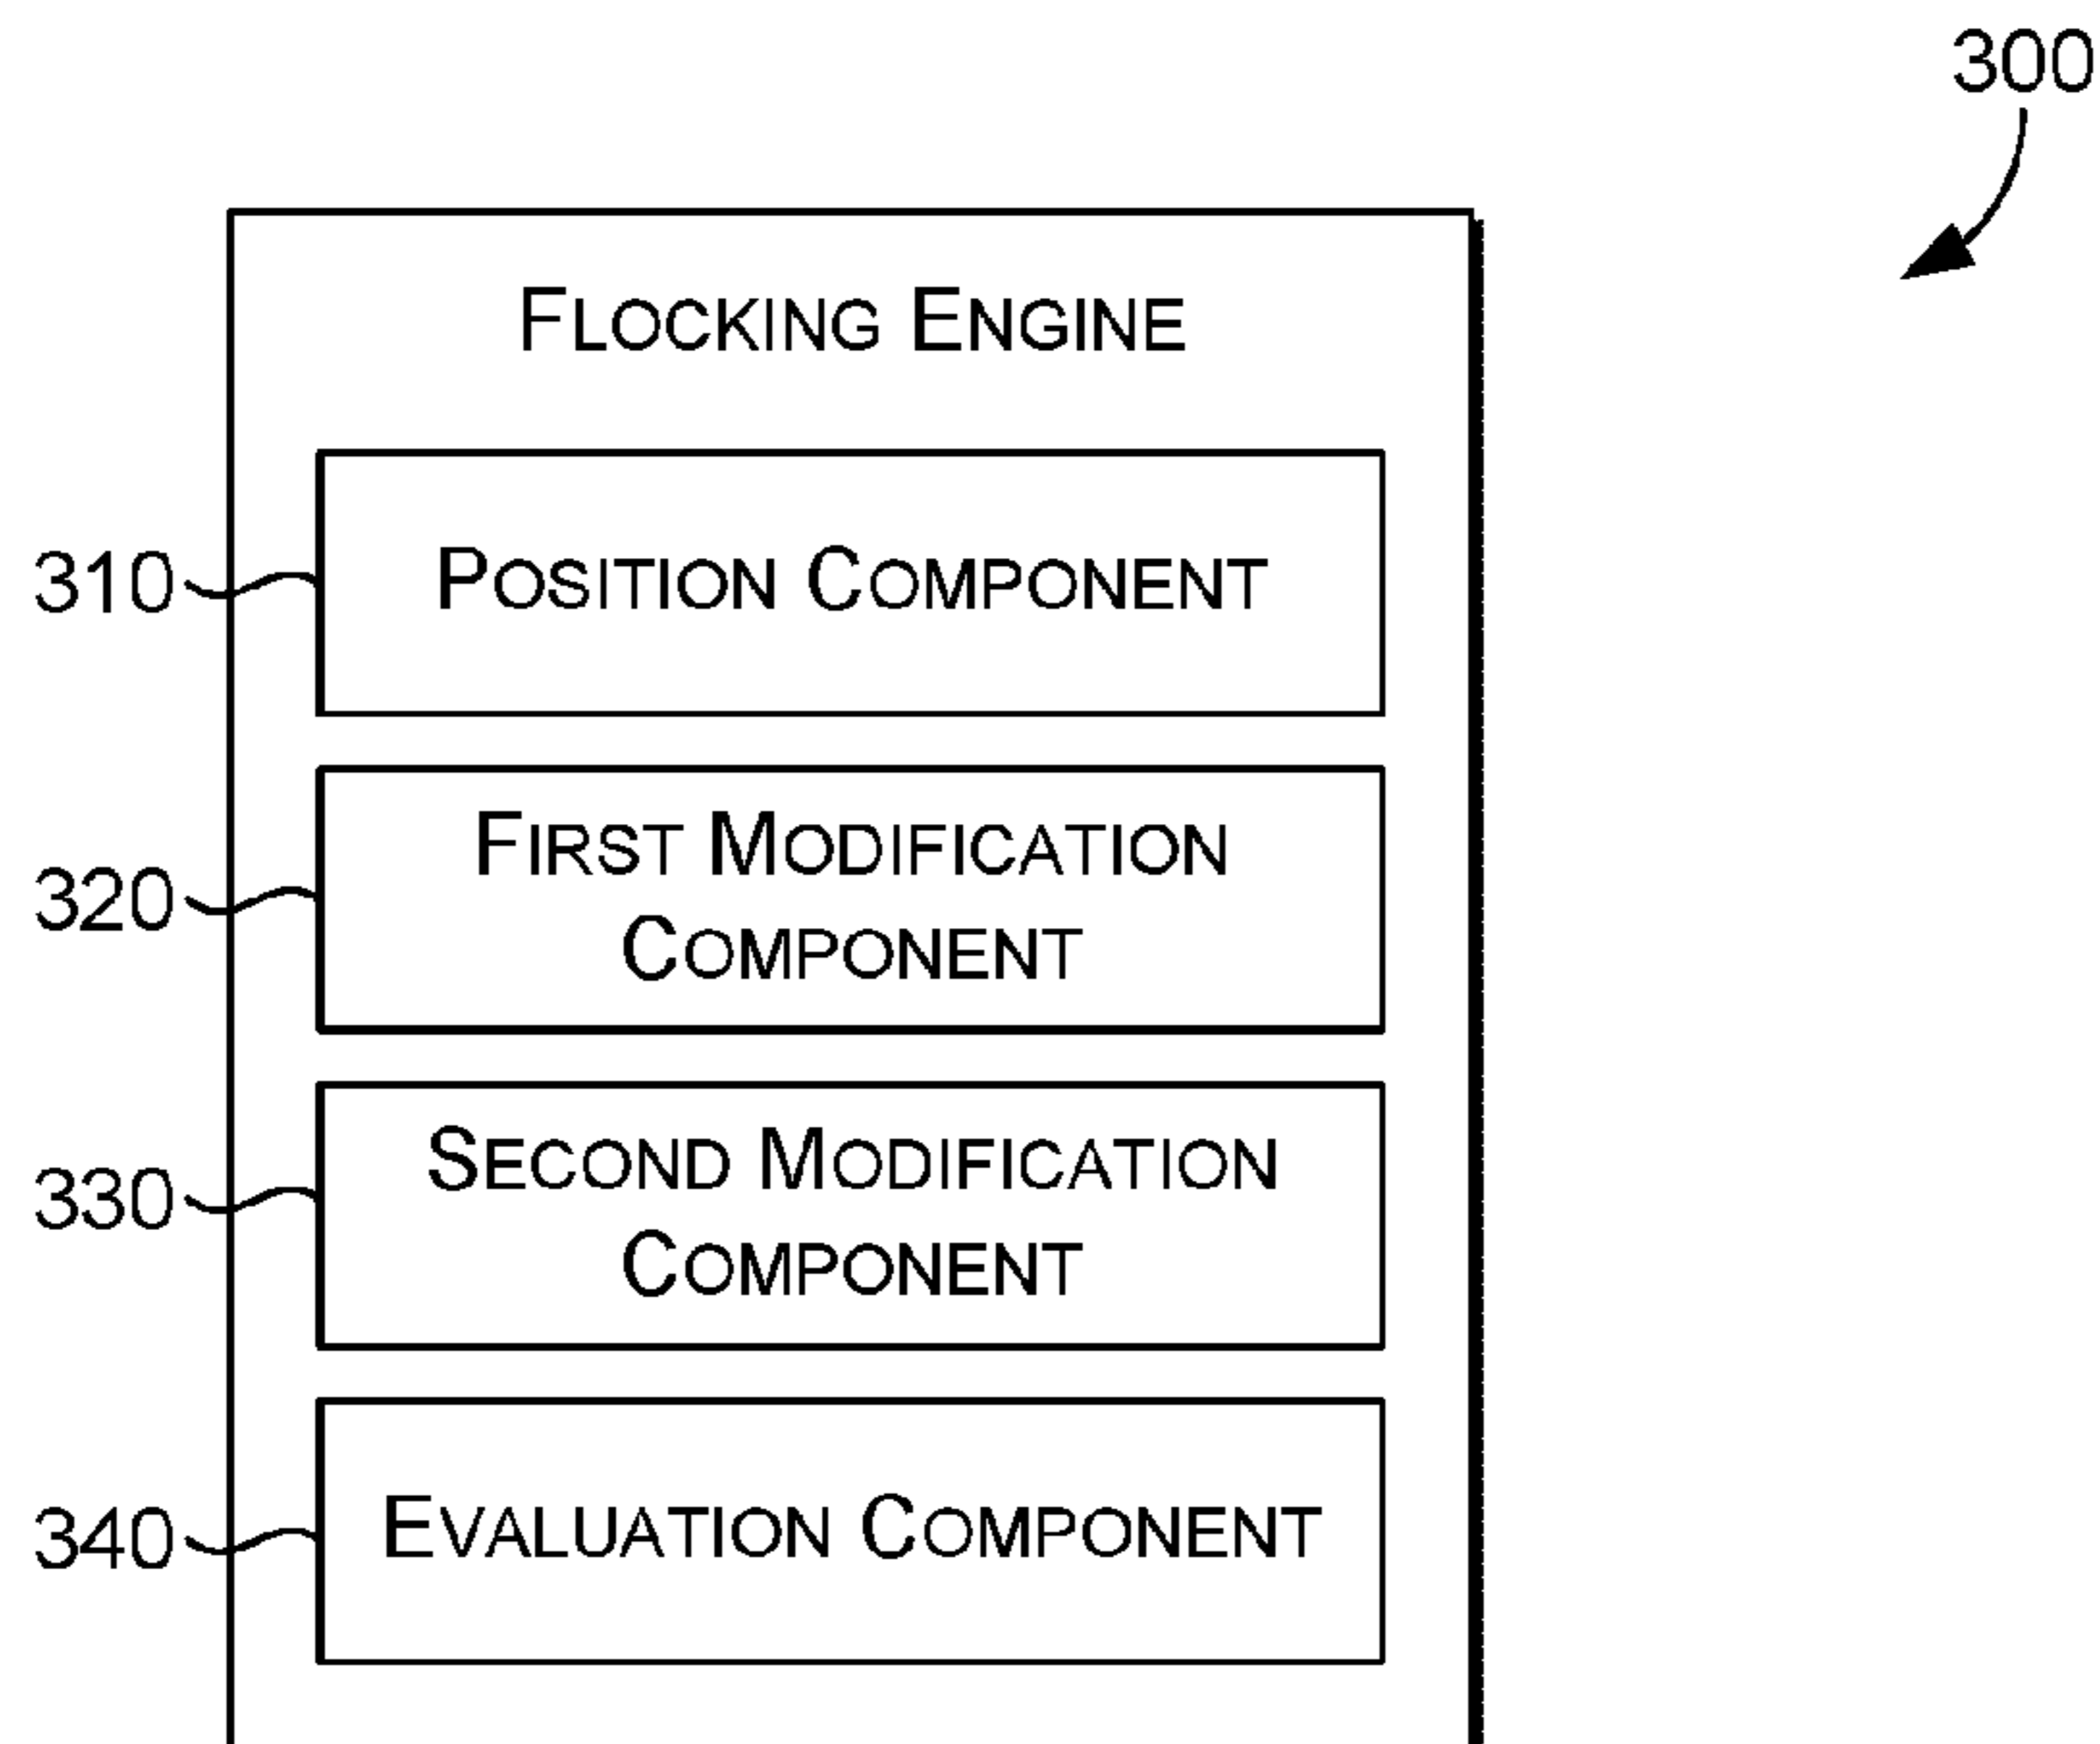 300
FLOCKING ENGINE
310
POSITION COMPONENT
320
FIRST MODIFICATION
COMPONENT
330
SECOND MODIFICATION
COMPONENT
340
EVALUATION COMPONENT